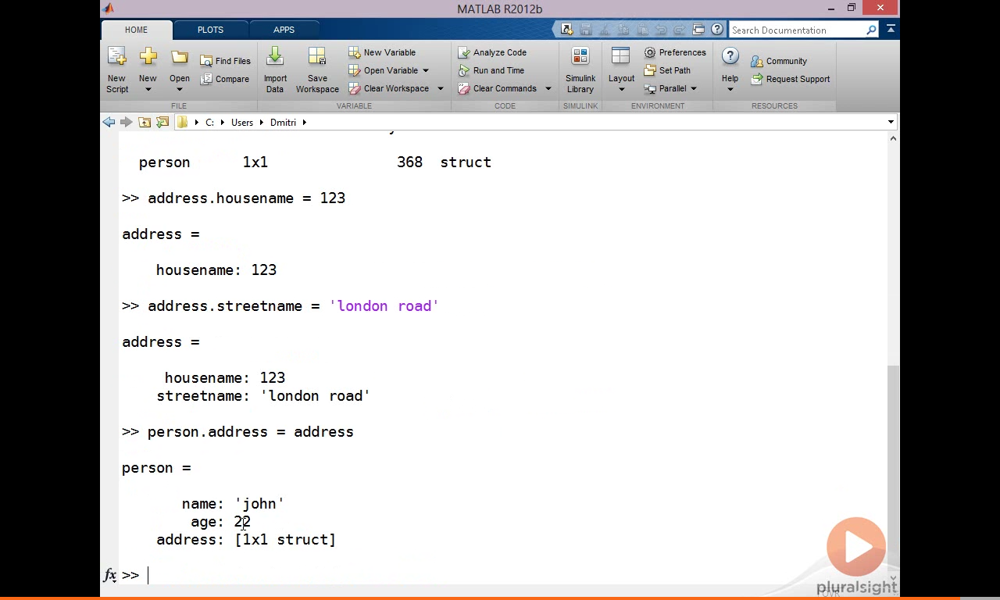 MATLAB R2012b
HOME PLOTS APPS
Search Documentation
New Script
New
Open
Find Files
Compare
Import Data
Save Workspace
New Variable
Open Variable
Clear Workspace
Analyze Code
Run and Time
Clear Commands
Simulink Library
Layout
Preferences
Set Path
Parallel
Help
Community
Request Support
FILE VARIABLE CODE SIMULINK ENVIRONMENT RESOURCES
C: Users Dmitri
person 1x1 368 struct
>> address.housename = 123
address =
housename: 123
>> address.streetname = 'london road'
address =
housename: 123
streetname: 'london road'
>> person.address = address
person =
name: 'john'
age: 22
address: [1x1 struct]
fx >>
pluralsight
OVR